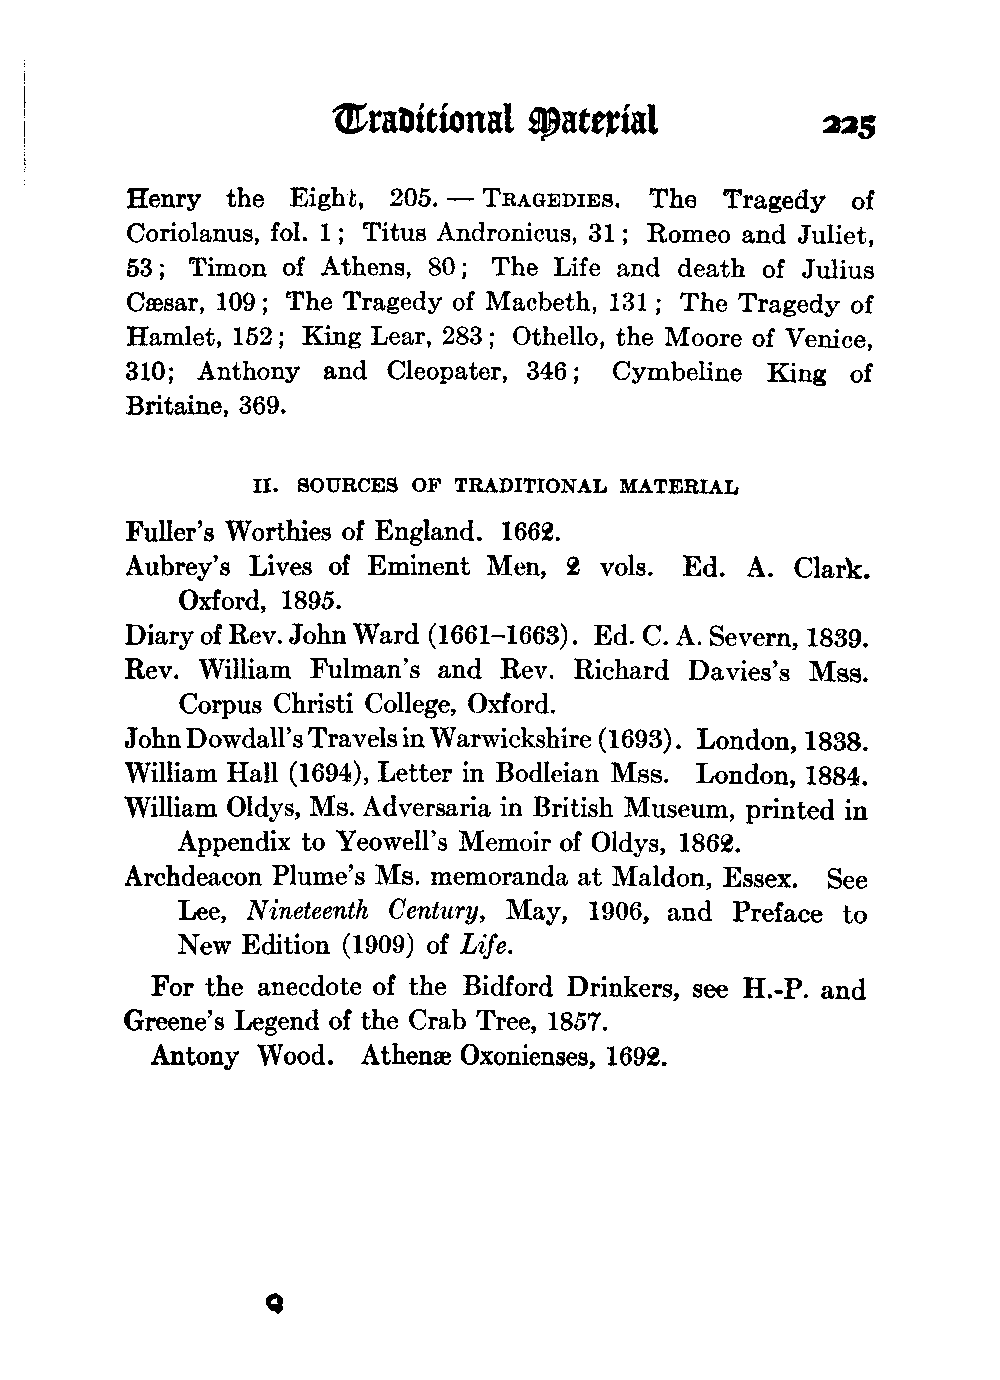 Traditional Material 225
Henry the Eight, 205. — TRAGEDIES. The Tragedy of
Coriolanus, fol. 1; Titus Andronicus, 31; Romeo and Juliet,
53; Timon of Athens, 80; The Life and death of Julius
Cæsar, 109; The Tragedy of Macbeth, 131; The Tragedy of
Hamlet, 152; King Lear, 283; Othello, the Moore of Venice,
310; Anthony and Cleopater, 346; Cymbeline King of
Britaine, 369.
II. SOURCES OF TRADITIONAL MATERIAL
Fuller's Worthies of England. 1662.
Aubrey's Lives of Eminent Men, 2 vols. Ed. A. Clark.
Oxford, 1895.
Diary of Rev. John Ward (1661–1663). Ed. C. A. Severn, 1839.
Rev. William Fulman's and Rev. Richard Davies's Mss.
Corpus Christi College, Oxford.
John Dowdall's Travels in Warwickshire (1693). London, 1838.
William Hall (1694), Letter in Bodleian Mss. London, 1884.
William Oldys, Ms. Adversaria in British Museum, printed in
Appendix to Yeowell's Memoir of Oldys, 1862.
Archdeacon Plume's Ms. memoranda at Maldon, Essex. See
Lee, Nineteenth Century, May, 1906, and Preface to
New Edition (1909) of Life.
For the anecdote of the Bidford Drinkers, see H.-P. and
Greene's Legend of the Crab Tree, 1857.
Antony Wood. Athenæ Oxonienses, 1692.
Q